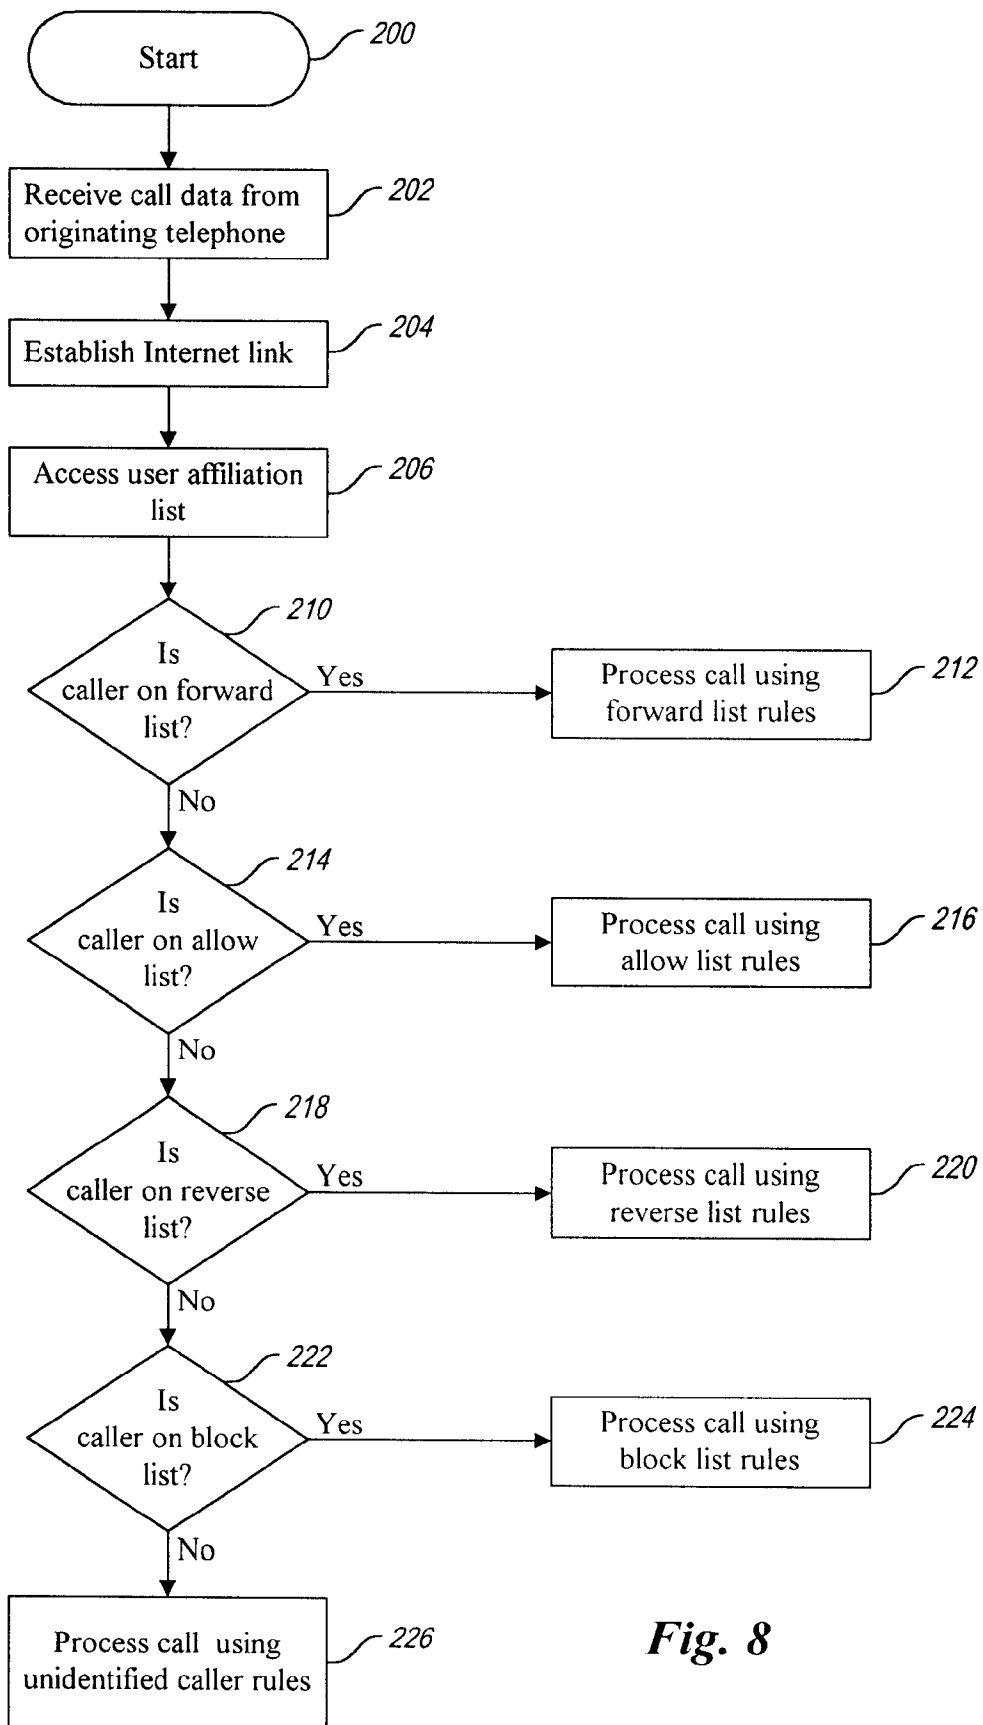 Start
200
Receive call data from
originating telephone
202
Establish Internet link
204
Access user affiliation
list
206
Is
caller on forward
list?
210
Yes
Process call using
forward list rules
212
No
Is
caller on allow
list?
214
Yes
Process call using
allow list rules
216
No
Is
caller on reverse
list?
218
Yes
Process call using
reverse list rules
220
No
Is
caller on block
list?
222
Yes
Process call using
block list rules
224
No
Process call using
unidentified caller rules
226
Fig. 8